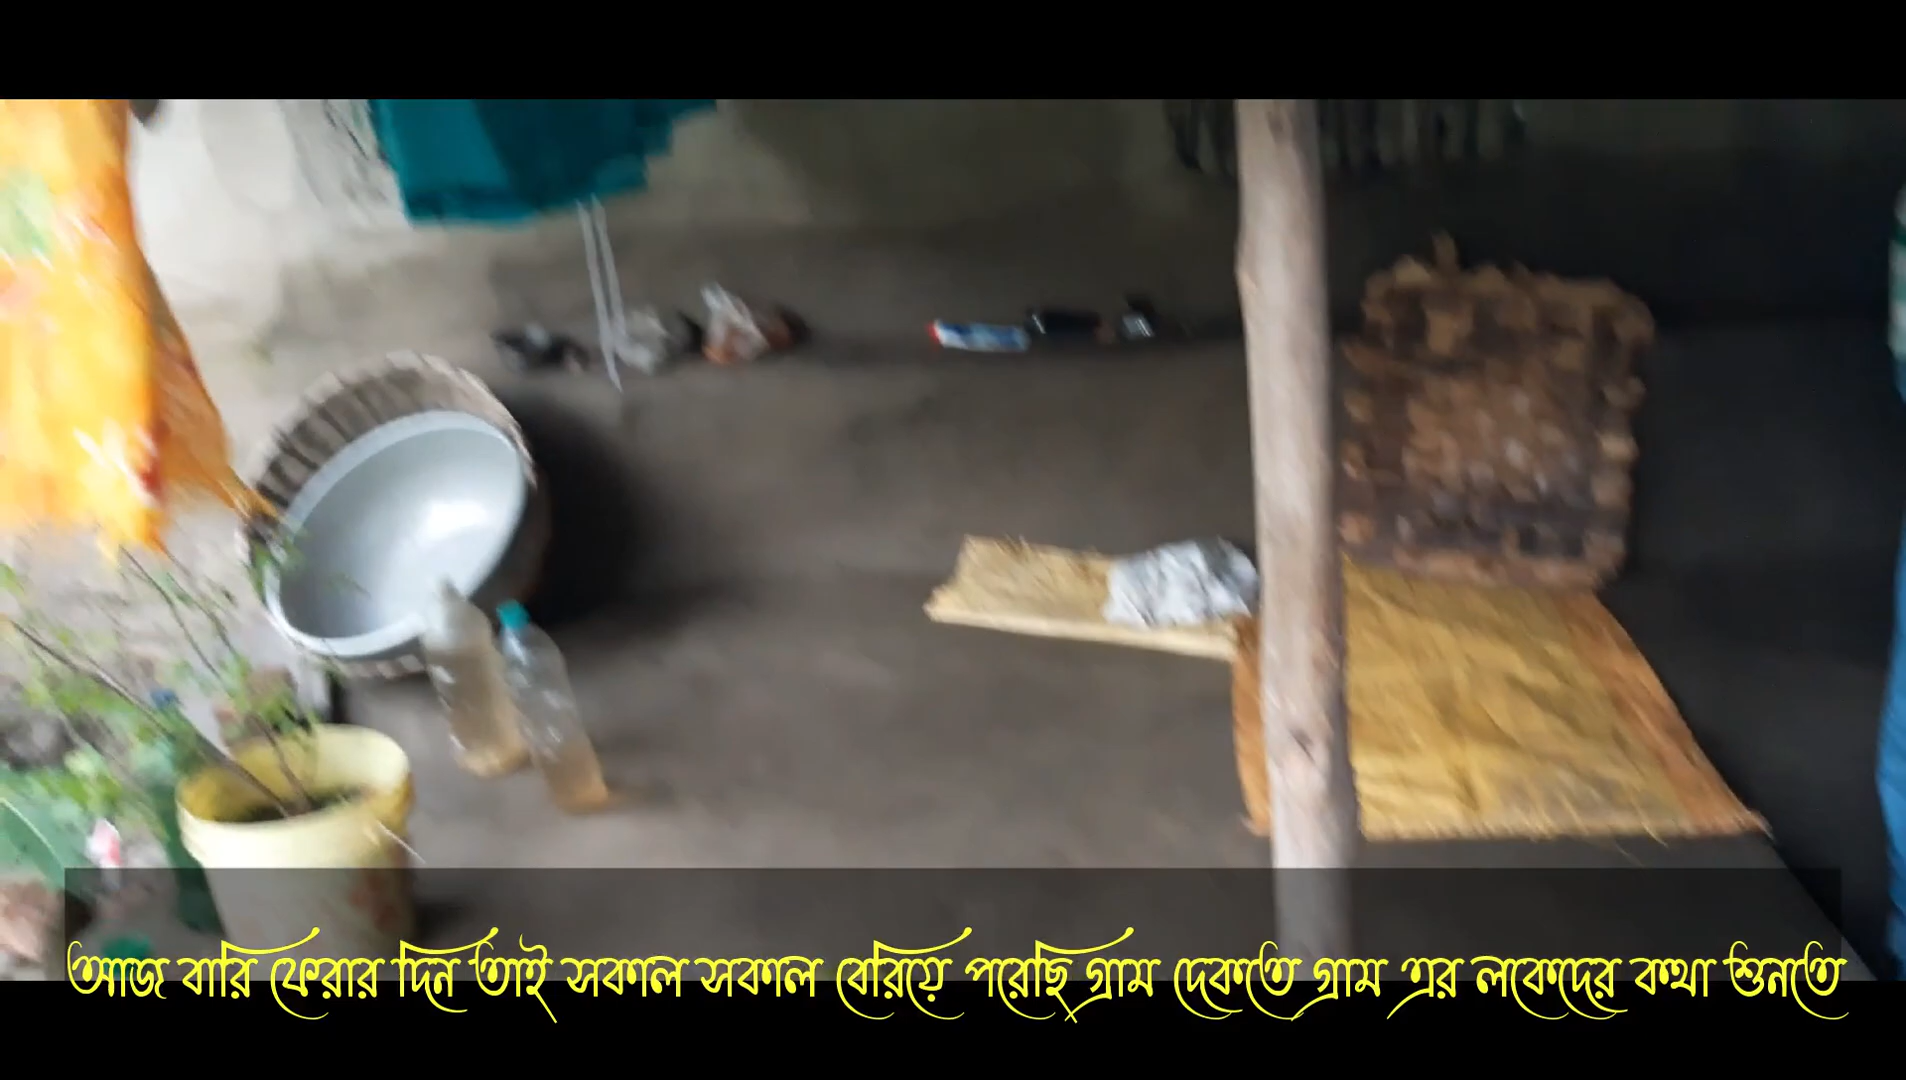 আজ বারি ফেরার দিন তাই সকাল সকাল বেরিয়ে পরেছি গ্রাম দেকতে গ্রাম এর লকেদের কথা শুনতে